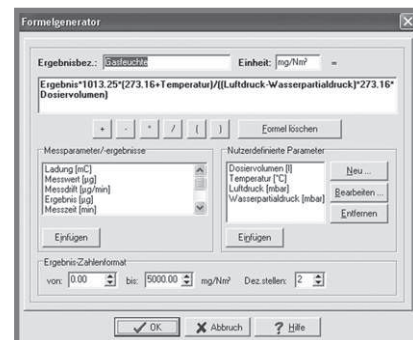 Formelgenerator
Ergebnisbez.: Gasfeuchte Einheit: mg/Nm³ =
Ergebnis*1013.25*(273.16+Temperatur)/((Luftdruck-Wasserpartialdruck)*273.16*
Dosiervolumen)
+ - * / ( ) Formel löschen
Messparameter/-ergebnisse Nutzerdefinierte Parameter
Ladung [mC] Dosiervolumen [l] Neu ...
Messwert [µg] Temperatur [°C]
Messdrift [µg/min] Luftdruck [mbar] Bearbeiten ...
Ergebnis [µg] Wasserpartialdruck [mbar]
Messzeit [min] Entfernen
Einfügen Einfügen
Ergebnis-Zahlenformat
von: 0.00 bis: 5000.00 mg/Nm³ Dez.stellen: 2
OK Abbruch Hilfe